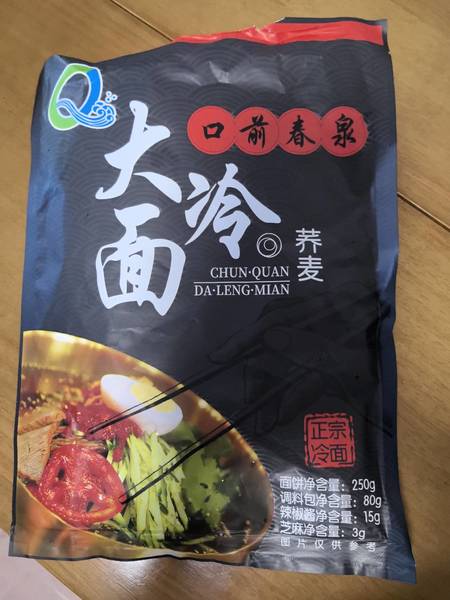 口前春泉
大冷面
荞麦
CHUN·QUAN
DA·LENG·MIAN
正宗
冷面
面饼净含量：250g
调料包净含量：80g
辣椒酱净含量：15g
芝麻净含量：3g
图片仅供参考